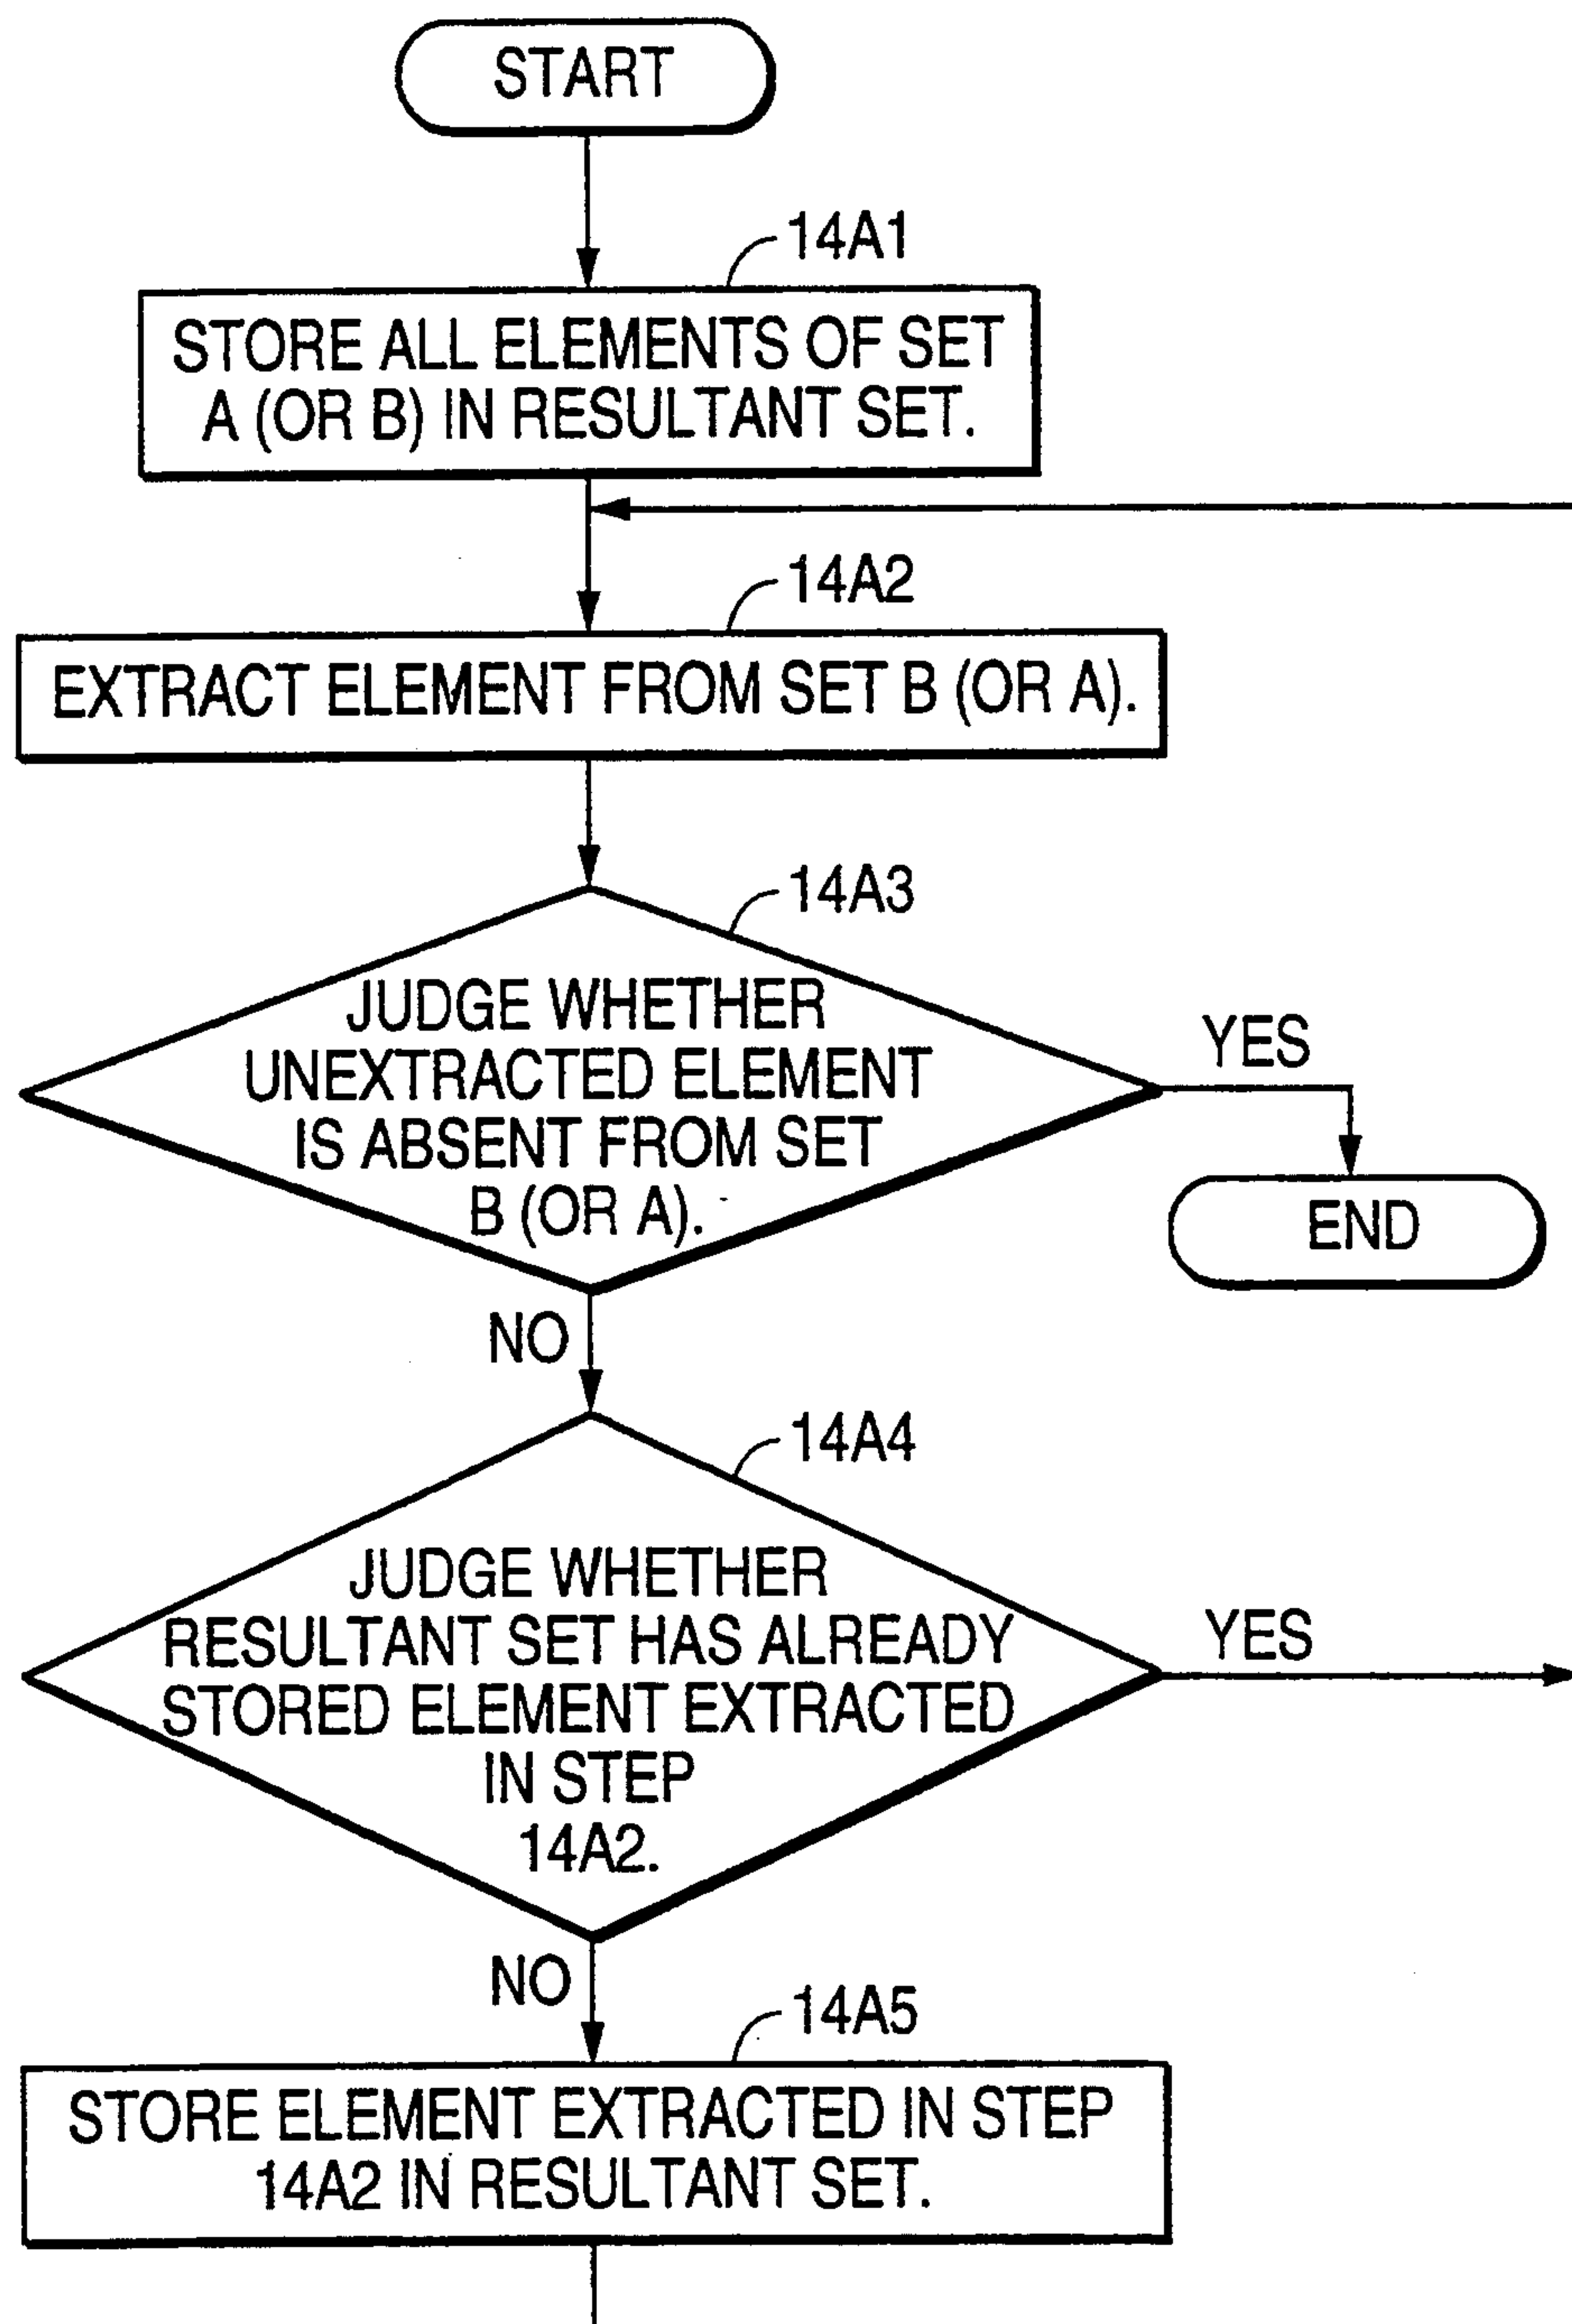 START
14A1
STORE ALL ELEMENTS OF SET
A (OR B) IN RESULTANT SET.
14A2
EXTRACT ELEMENT FROM SET B (OR A).
14A3
JUDGE WHETHER
UNEXTRACTED ELEMENT
IS ABSENT FROM SET
B (OR A).
YES
END
NO
14A4
JUDGE WHETHER
RESULTANT SET HAS ALREADY
STORED ELEMENT EXTRACTED
IN STEP
14A2.
YES
NO
14A5
STORE ELEMENT EXTRACTED IN STEP
14A2 IN RESULTANT SET.